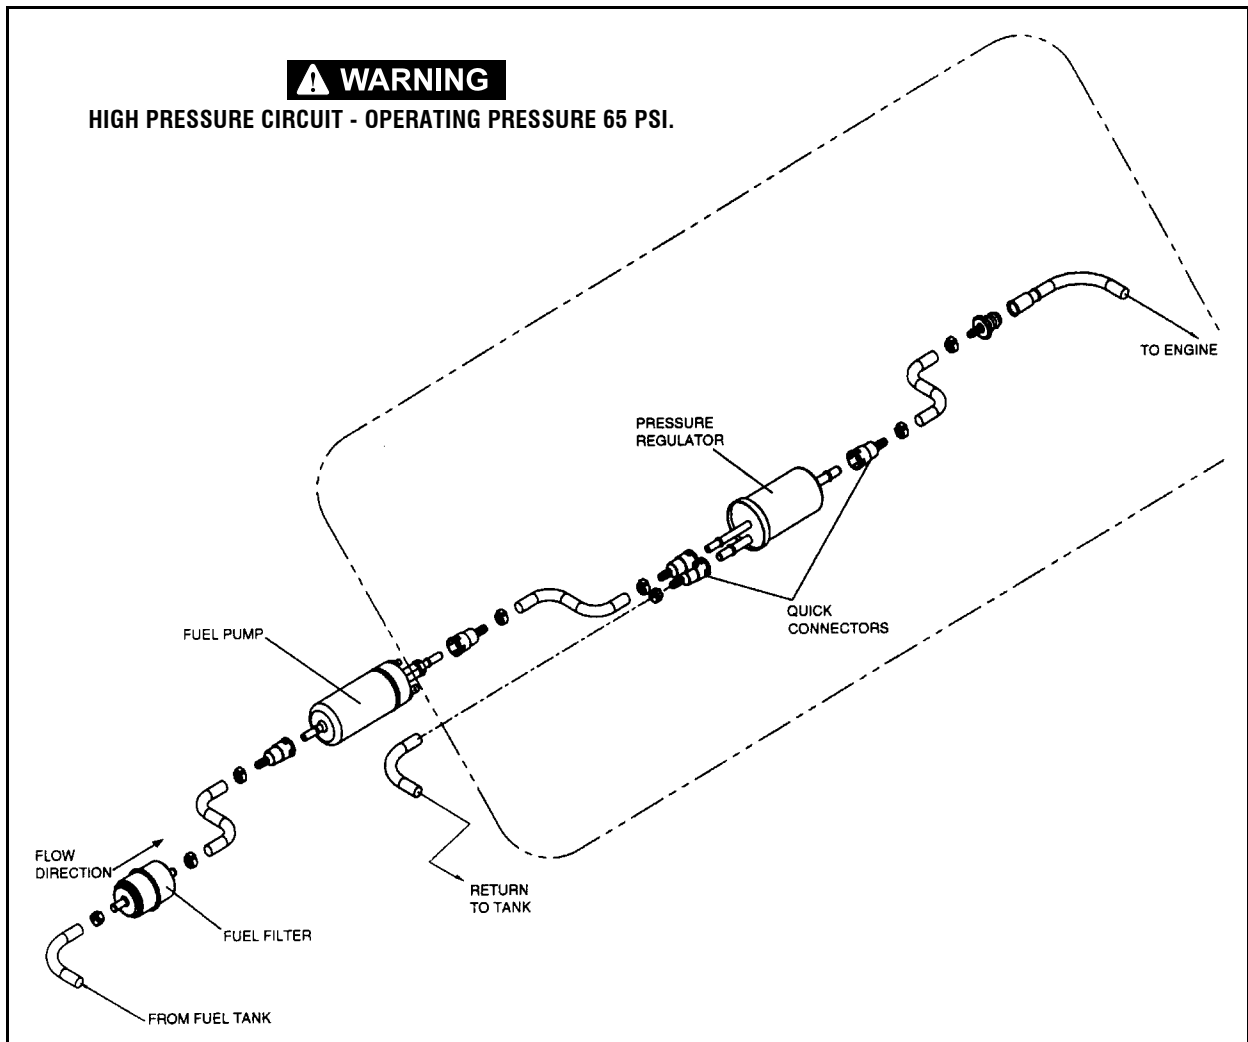 WARNING
HIGH PRESSURE CIRCUIT - OPERATING PRESSURE 65 PSI.
TO ENGINE
PRESSURE
REGULATOR
QUICK
CONNECTORS
FUEL PUMP
FLOW
DIRECTION
RETURN
TO TANK
FUEL FILTER
FROM FUEL TANK